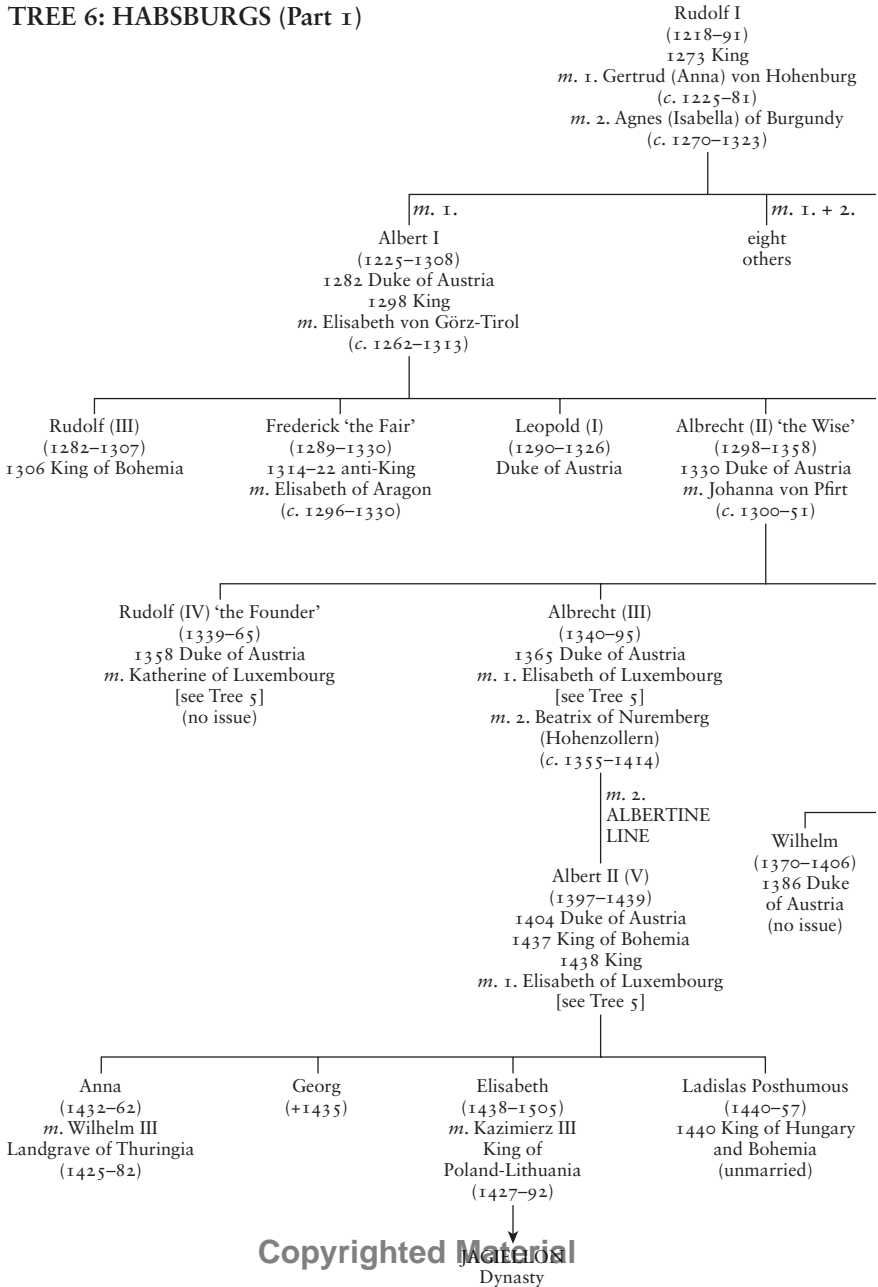 TREE 6: HABSBURGS (Part 1)
Rudolf I
(1218–91)
1273 King
m. 1. Gertrud (Anna) von Hohenburg
(c. 1225–81)
m. 2. Agnes (Isabella) of Burgundy
(c. 1270–1323)
m. 1.
Albert I
(1225–1308)
1282 Duke of Austria
1298 King
m. Elisabeth von Görz-Tirol
(c. 1262–1313)
m. 1. + 2.
eight
others
Rudolf (III)
(1282–1307)
1306 King of Bohemia
Frederick ‘the Fair’
(1289–1330)
1314–22 anti-King
m. Elisabeth of Aragon
(c. 1296–1330)
Leopold (I)
(1290–1326)
Duke of Austria
Albrecht (II) ‘the Wise’
(1298–1358)
1330 Duke of Austria
m. Johanna von Pfirt
(c. 1300–51)
Rudolf (IV) ‘the Founder’
(1339–65)
1358 Duke of Austria
m. Katherine of Luxembourg
[see Tree 5]
(no issue)
Albrecht (III)
(1340–95)
1365 Duke of Austria
m. 1. Elisabeth of Luxembourg
[see Tree 5]
m. 2. Beatrix of Nuremberg
(Hohenzollern)
(c. 1355–1414)
m. 2.
ALBERTINE
LINE
Wilhelm
(1370–1406)
1386 Duke
of Austria
(no issue)
Albert II (V)
(1397–1439)
1404 Duke of Austria
1437 King of Bohemia
1438 King
m. 1. Elisabeth of Luxembourg
[see Tree 5]
Anna
(1432–62)
m. Wilhelm III
Landgrave of Thuringia
(1425–82)
Georg
(+1435)
Elisabeth
(1438–1505)
m. Kazimierz III
King of
Poland-Lithuania
(1427–92)
Ladislas Posthumous
(1440–57)
1440 King of Hungary
and Bohemia
(unmarried)
JAGIELLON
Dynasty
Copyrighted Material